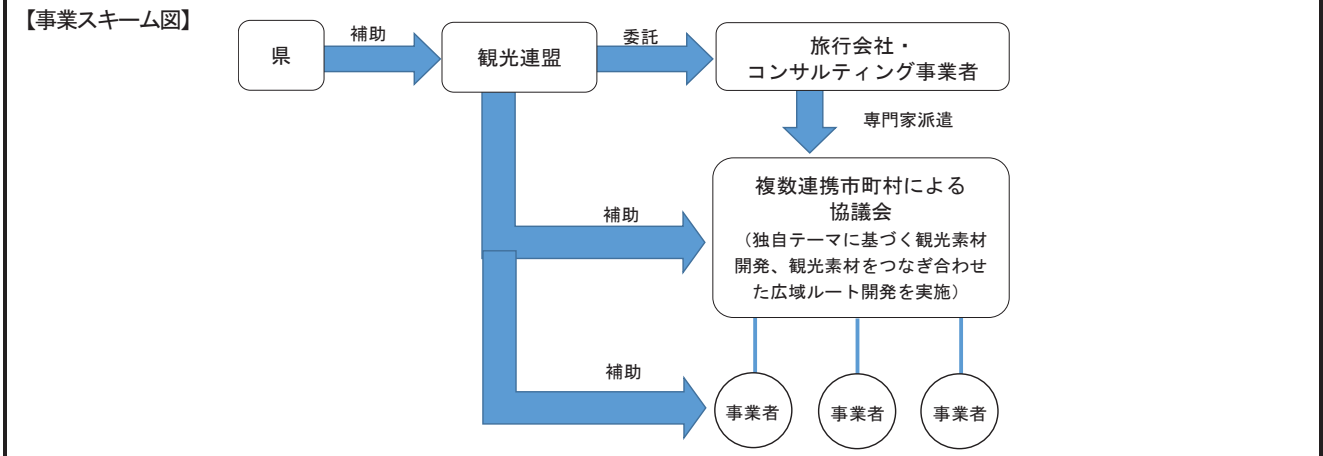 【事業スキーム図】
県
補助
観光連盟
委託
旅行会社・
コンサルティング事業者
専門家派遣
複数連携市町村による
協議会
（独自テーマに基づく観光素材
開発、観光素材をつなぎ合わせ
た広域ルート開発を実施）
補助
補助
事業者
事業者
事業者